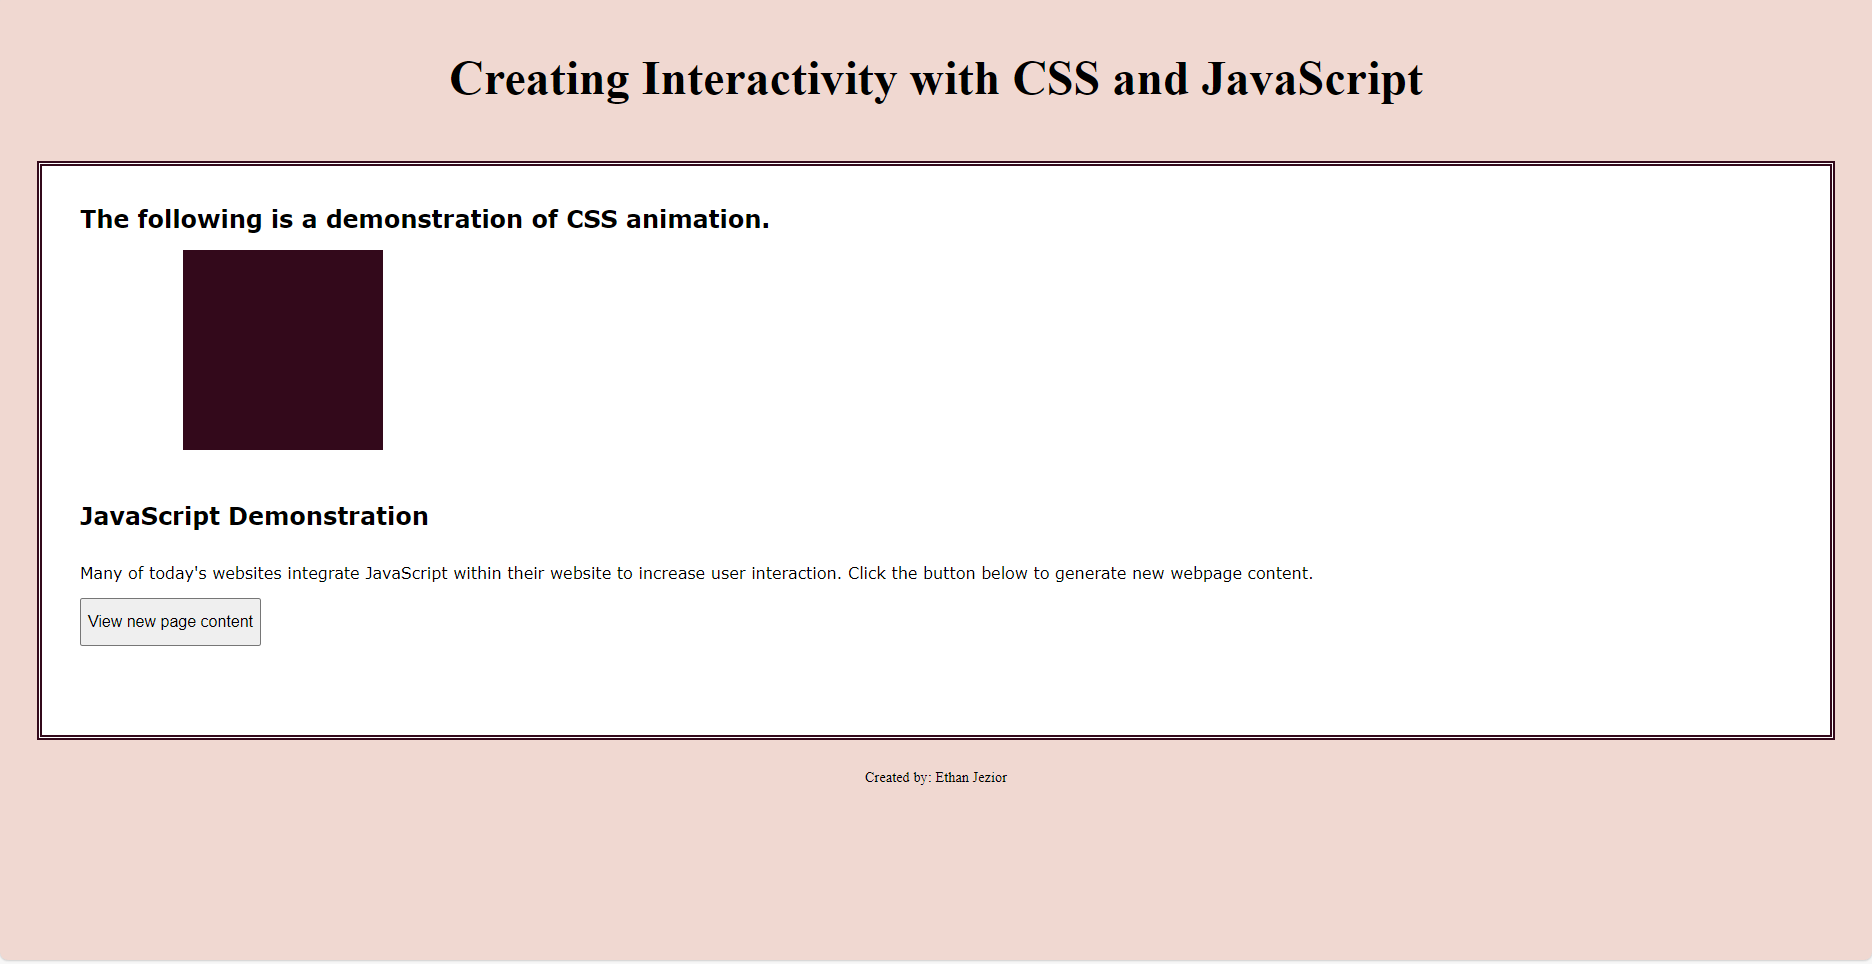 Creating Interactivity with CSS and JavaScript
The following is a demonstration of CSS animation.
JavaScript Demonstration
Many of today's websites integrate JavaScript within their website to increase user interaction. Click the button below to generate new webpage content.
View new page content
Created by: Ethan Jezior